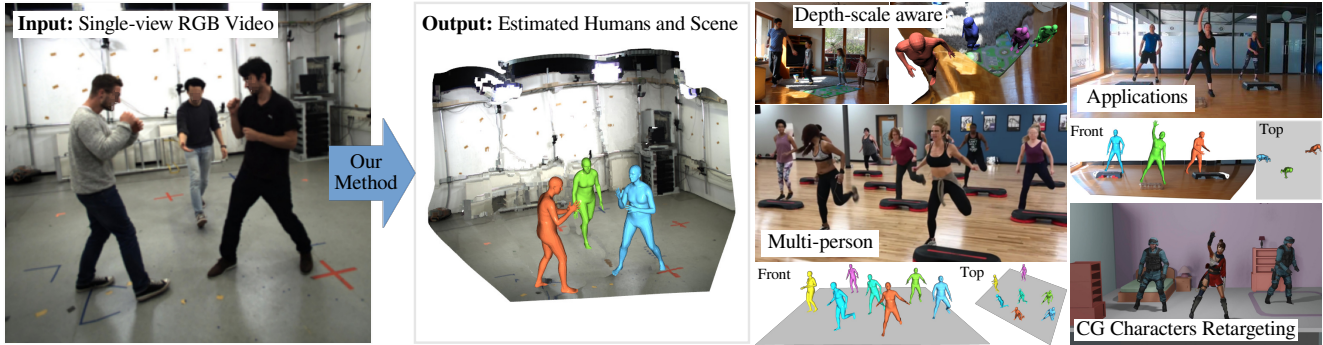 Input: Single-view RGB Video
Our
Method
Output: Estimated Humans and Scene
Depth-scale aware
Multi-person
Front
Top
Applications
Front
Top
CG Characters Retargeting